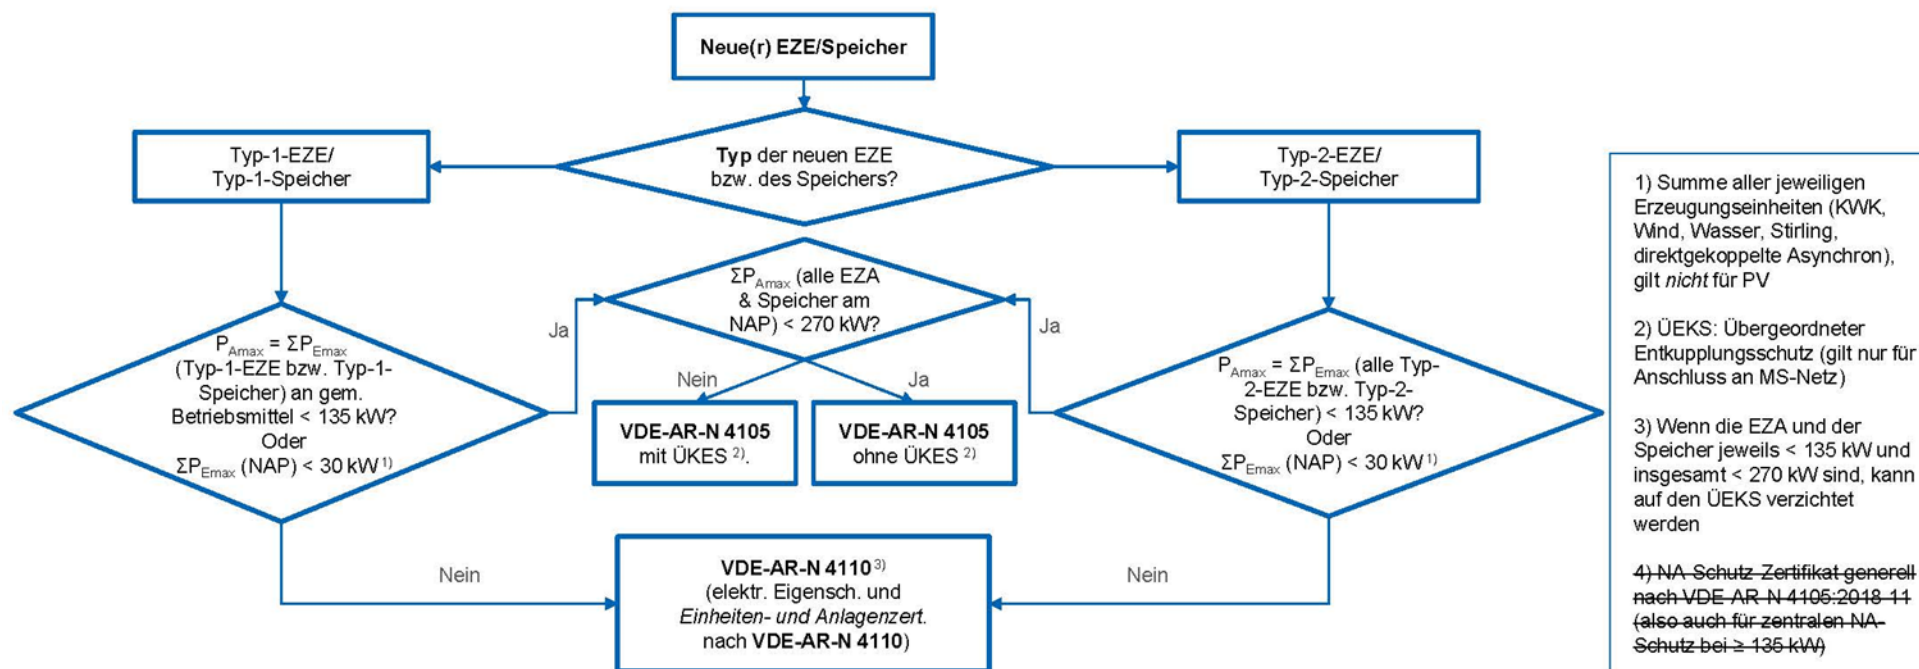 Neue(r) EZE/Speicher
Typ der neuen EZE
bzw. des Speichers?
Typ-1-EZE/
Typ-1-Speicher
Typ-2-EZE/
Typ-2-Speicher
ΣP_Amax (alle EZA
& Speicher am
NAP) < 270 kW?
Ja
Ja
P_Amax = ΣP_Emax
(Typ-1-EZE bzw. Typ-1-
Speicher) an gem.
Betriebsmittel < 135 kW?
Oder
ΣP_Emax (NAP) < 30 kW 1)
P_Amax = ΣP_Emax (alle Typ-
2-EZE bzw. Typ-2-
Speicher) < 135 kW?
Oder
ΣP_Emax (NAP) < 30 kW 1)
Nein
Ja
VDE-AR-N 4105
mit ÜKES 2).
VDE-AR-N 4105
ohne ÜKES 2)
Nein
Nein
VDE-AR-N 4110 3)
(elektr. Eigensch. und
Einheiten- und Anlagenzert.
nach VDE-AR-N 4110)
1) Summe aller jeweiligen
Erzeugungseinheiten (KWK,
Wind, Wasser, Stirling,
direktgekoppelte Asynchron),
gilt nicht für PV
2) ÜEKS: Übergeordneter
Entkupplungsschutz (gilt nur für
Anschluss an MS-Netz)
3) Wenn die EZA und der
Speicher jeweils < 135 kW und
insgesamt < 270 kW sind, kann
auf den ÜEKS verzichtet
werden
4) NA-Schutz-Zertifikat generell
nach VDE-AR-N 4105:2018-11
(also auch für zentralen NA-
Schutz bei ≥ 135 kW)